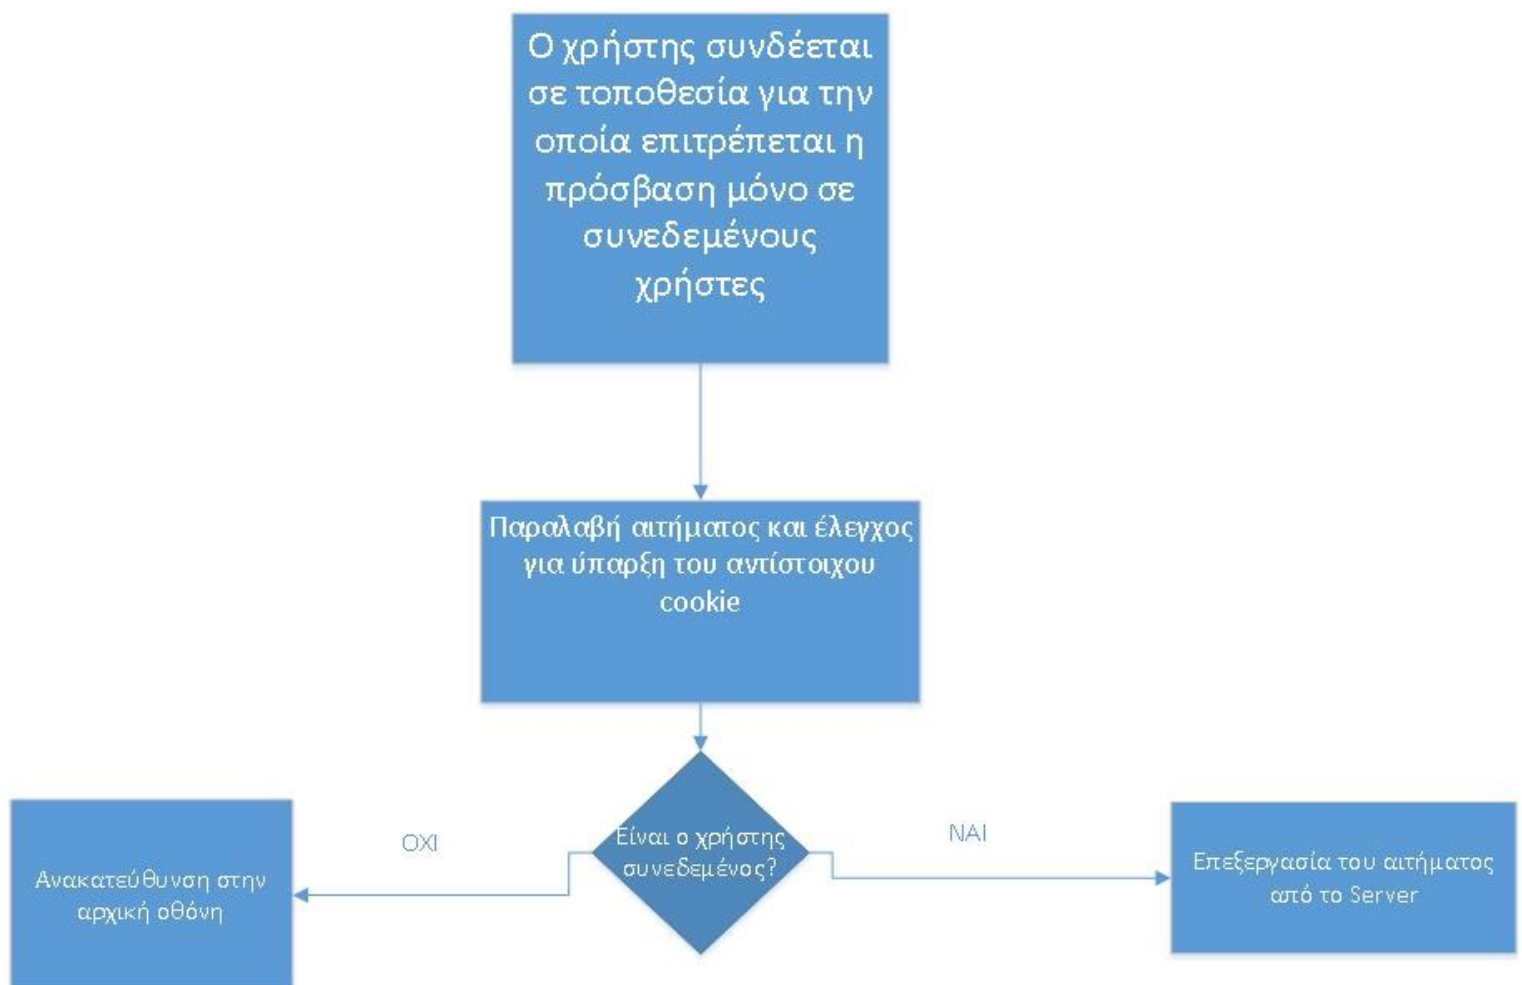 Ο χρήστης συνδέεται
σε τοποθεσία για την
οποία επιτρέπεται η
πρόσβαση μόνο σε
συνεδεμένους
χρήστες
Παραλαβή αιτήματος και έλεγχος
για ύπαρξη του αντίστοιχου
cookie
Είναι ο χρήστης
συνεδεμένος?
ΟΧΙ
ΝΑΙ
Ανακατεύθυνση στην
αρχική οθόνη
Επεξεργασία του αιτήματος
από το Server